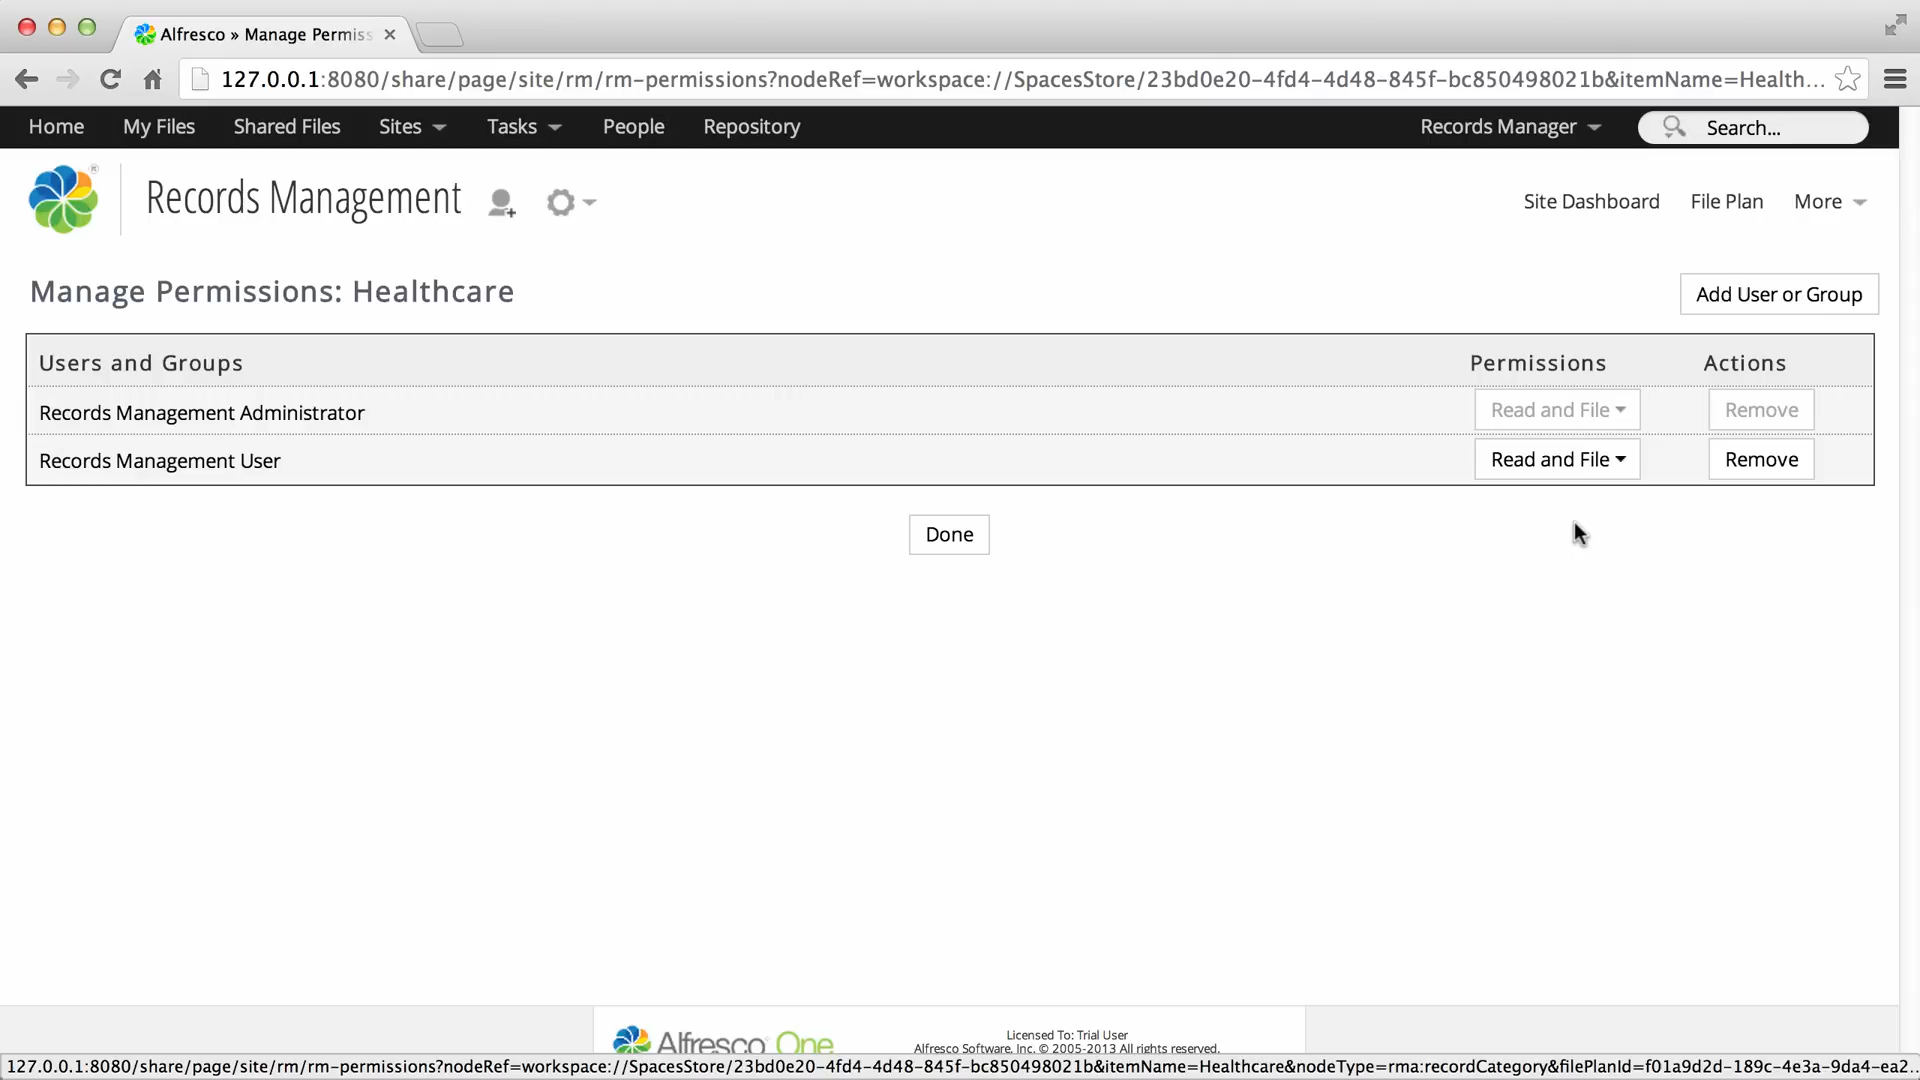 Alfresco » Manage Permiss
127.0.0.1:8080/share/page/site/rm/rm-permissions?nodeRef=workspace://SpacesStore/23bd0e20-4fd4-4d48-845f-bc850498021b&itemName=Health...
Home My Files Shared Files Sites Tasks People Repository Records Manager Search...
Records Management Site Dashboard File Plan More
Manage Permissions: Healthcare Add User or Group
Users and Groups Permissions Actions
Records Management Administrator Read and File Remove
Records Management User Read and File Remove
Done
Alfresco One
Licensed To: Trial User
Alfresco Software, Inc. © 2005-2013 All rights reserved.
127.0.0.1:8080/share/page/site/rm/rm-permissions?nodeRef=workspace://SpacesStore/23bd0e20-4fd4-4d48-845f-bc850498021b&itemName=Healthcare&nodeType=rma:recordCategory&filePlanId=f01a9d2d-189c-4e3a-9da4-ea2...